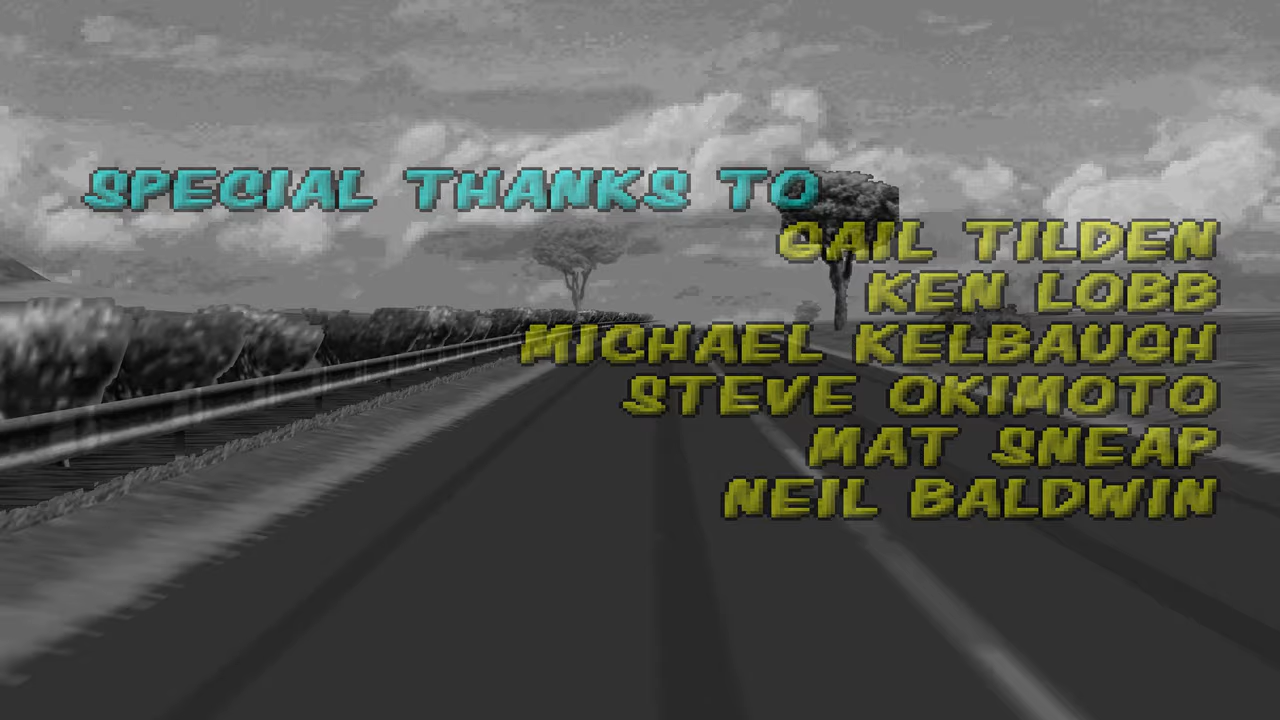 SPECIAL THANKS TO
GAIL TILDEN
KEN LOBB
MICHAEL KELBAUGH
STEVE OKIMOTO
MAT SNEAP
NEIL BALDWIN